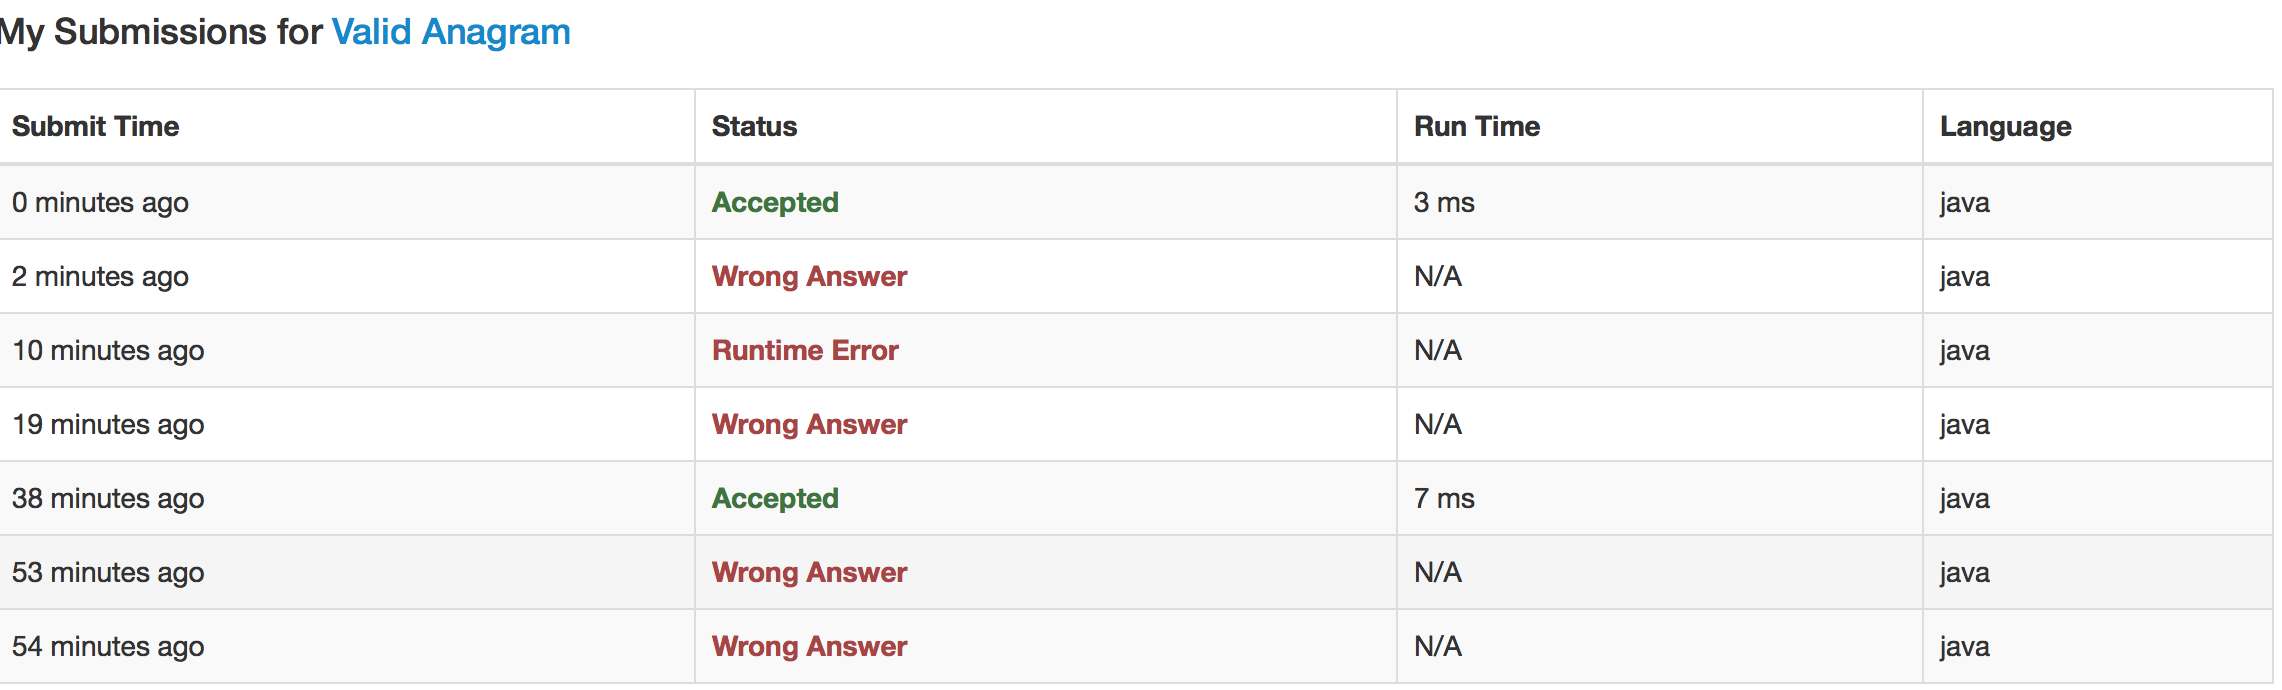 My Submissions for Valid Anagram
Submit Time Status Run Time Language
0 minutes ago Accepted 3 ms java
2 minutes ago Wrong Answer N/A java
10 minutes ago Runtime Error N/A java
19 minutes ago Wrong Answer N/A java
38 minutes ago Accepted 7 ms java
53 minutes ago Wrong Answer N/A java
54 minutes ago Wrong Answer N/A java